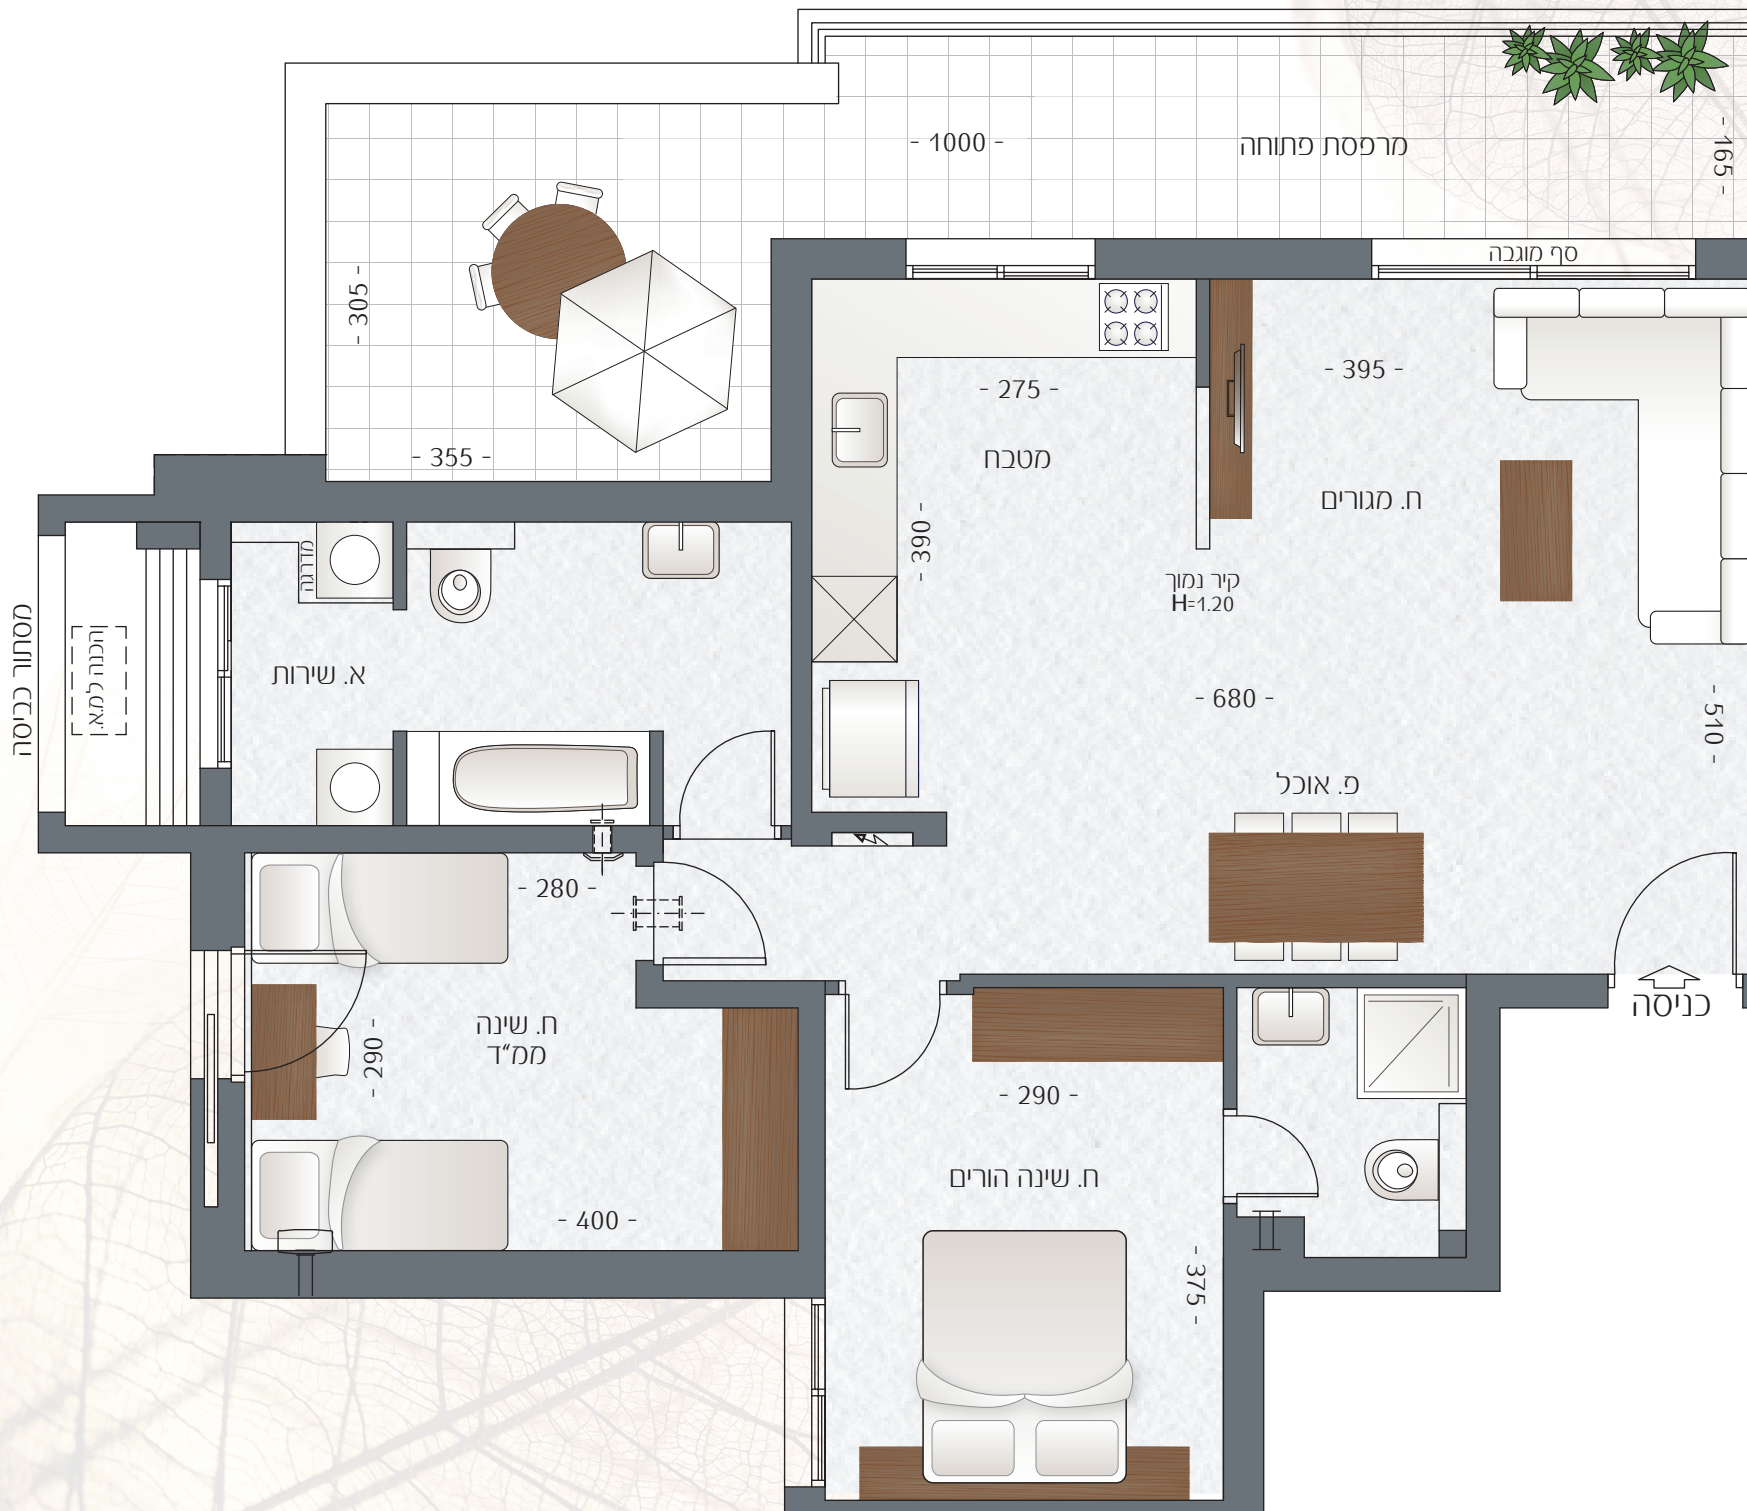 - 1000 -
מרפסת פתוחה
- 165 -
סף מוגבה
- 305 -
- 355 -
- 275 -
מטבח
- 395 -
ח. מגורים
- 390 -
קיר נמוך
H=1.20
מדרגה
א. שירות
מסתור כביסה
הכנה למ.א.
- 680 -
- 510 -
פ. אוכל
- 280 -
ח. שינה
ממ"ד
- 290 -
- 400 -
כניסה
- 290 -
ח. שינה הורים
- 375 -